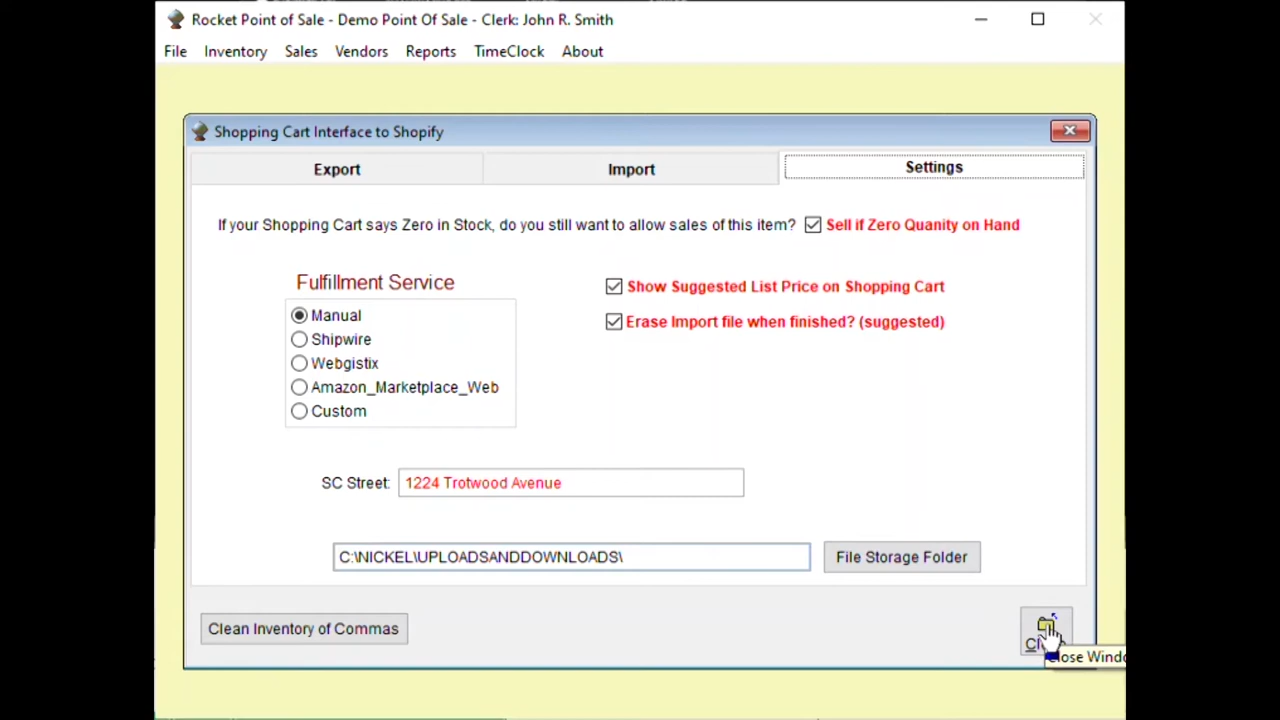 Rocket Point of Sale - Demo Point Of Sale - Clerk: John R. Smith
File Inventory Sales Vendors Reports TimeClock About
Shopping Cart Interface to Shopify
Export Import Settings
If your Shopping Cart says Zero in Stock, do you still want to allow sales of this item? Sell if Zero Quanity on Hand
Fulfillment Service
Manual
Shipwire
Webgistix
Amazon_Marketplace_Web
Custom
Show Suggested List Price on Shopping Cart
Erase Import file when finished? (suggested)
SC Street: 1224 Trotwood Avenue
C:\NICKEL\UPLOADSANDDOWNLOADS\ File Storage Folder
Clean Inventory of Commas
Close